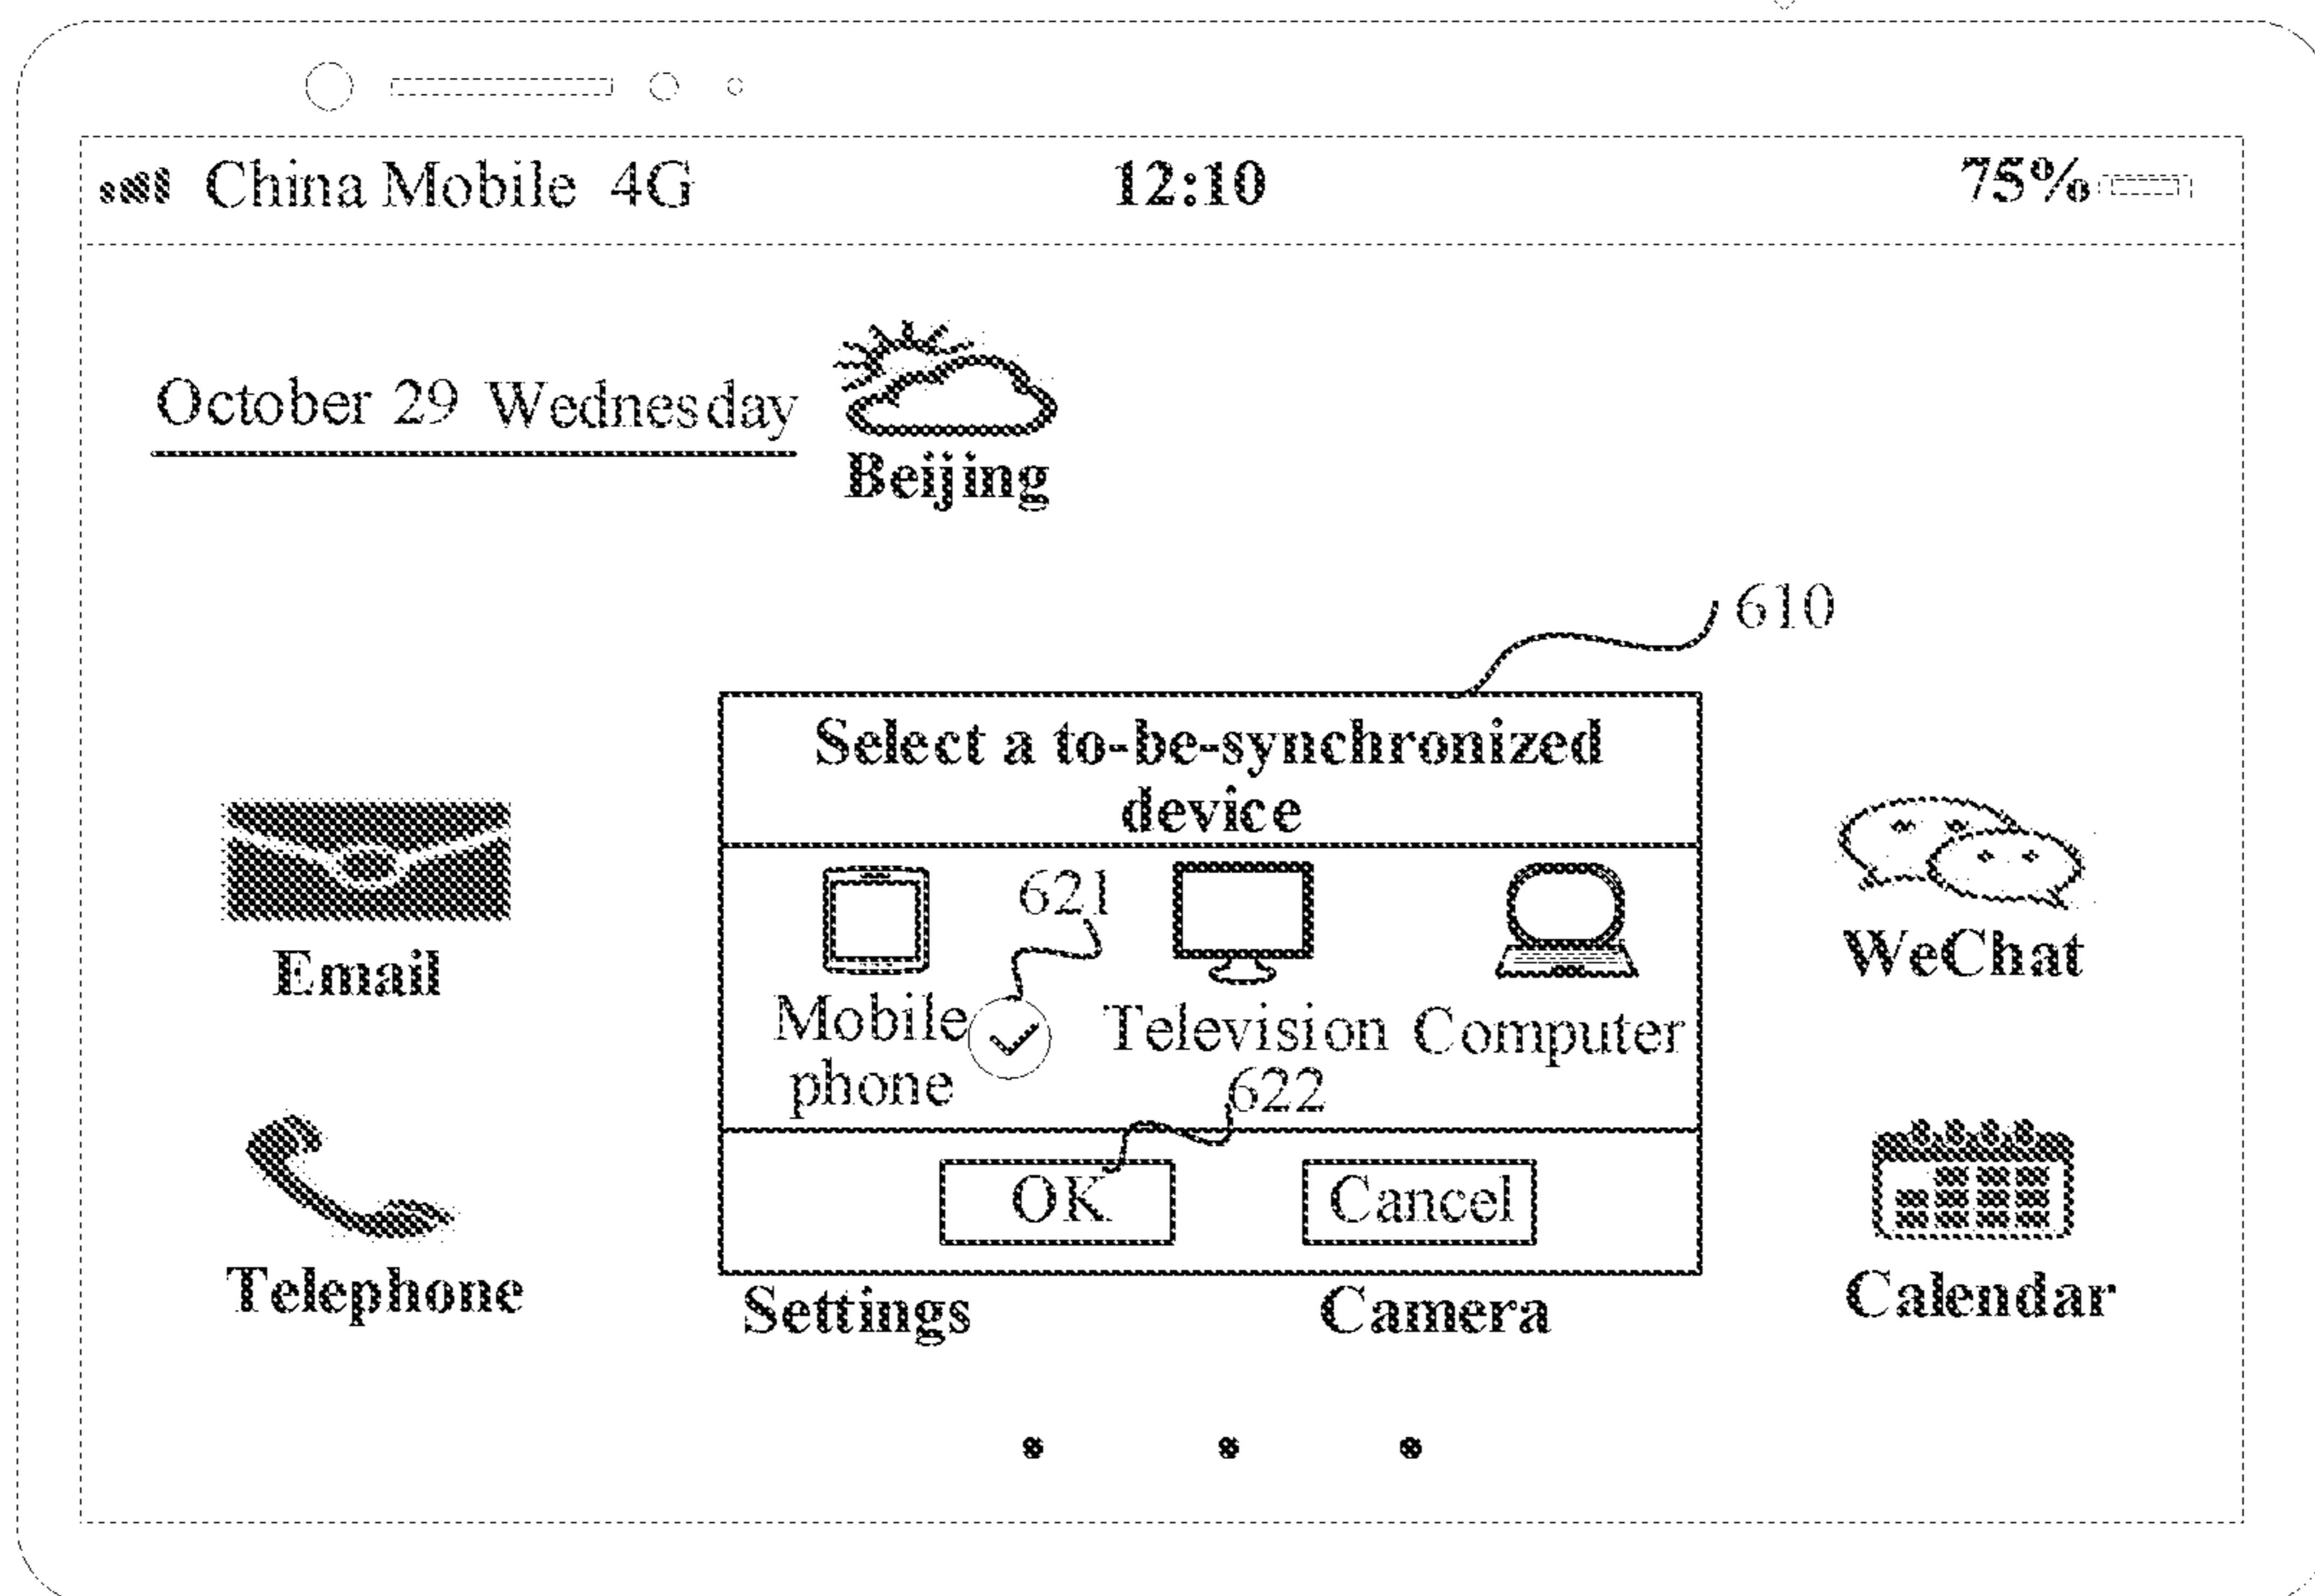 China Mobile 4G 12:10 75%
October 29 Wednesday
Beijing
610
Select a to-be-synchronized
device
621
Email
WeChat
Mobile
phone
Television
Computer
622
OK
Cancel
Telephone
Settings
Camera
Calendar